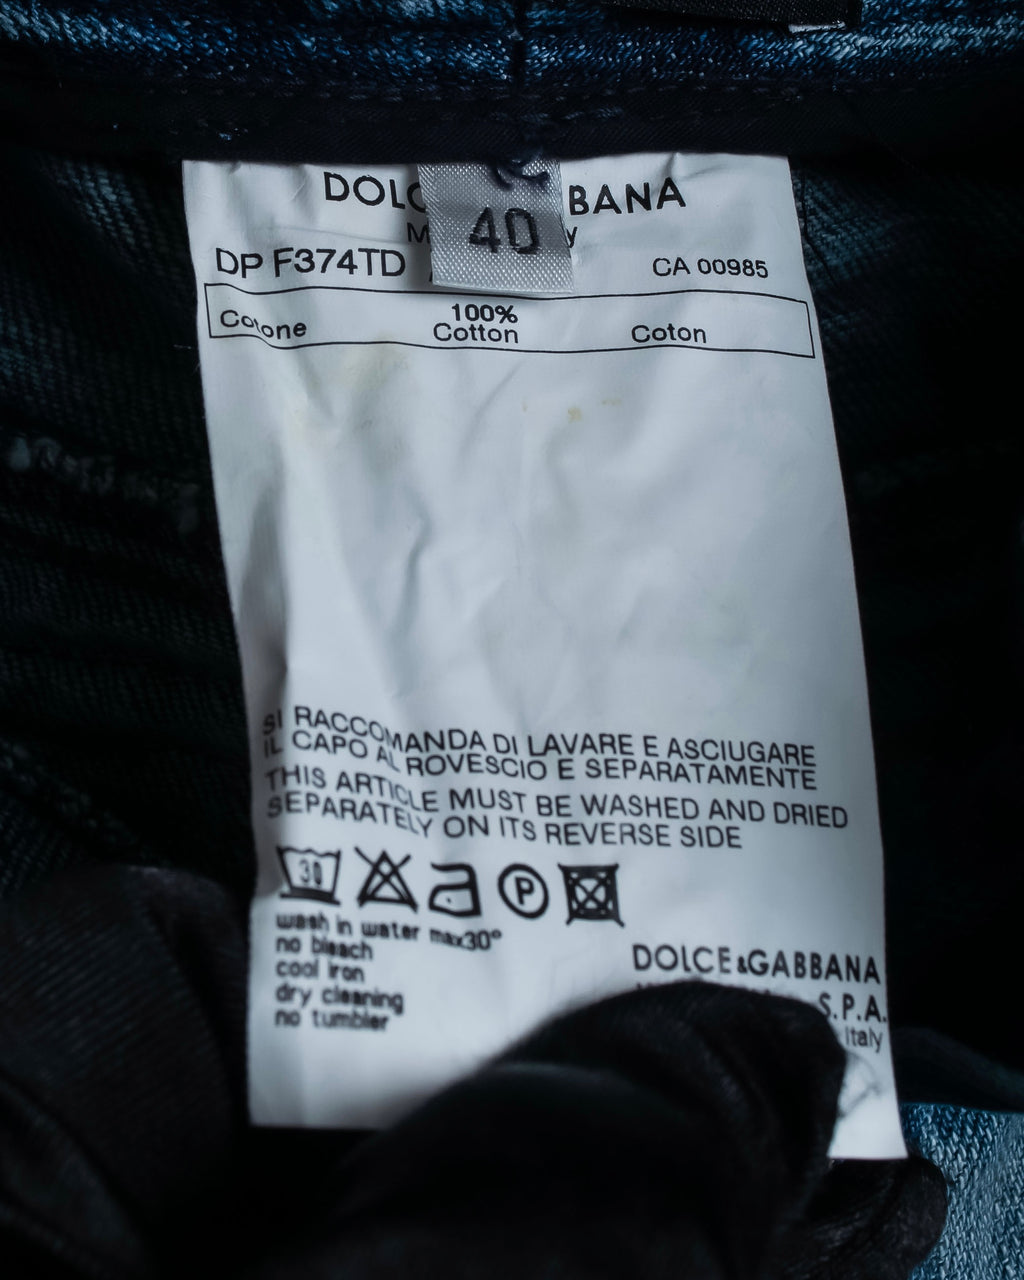 DOLC BANA
40
M y
DP F374TD
CA 00985
100%
Cotone Cotton Coton
SI RACCOMANDA DI LAVARE E ASCIUGARE
IL CAPO AL ROVESCIO E SEPARATAMENTE
THIS ARTICLE MUST BE WASHED AND DRIED
SEPARATELY ON ITS REVERSE SIDE
30 P
wash in water max30°
no bleach
cool iron
dry cleaning
no tumbler
DOLCE&GABBANA
S.P.A.
Italy